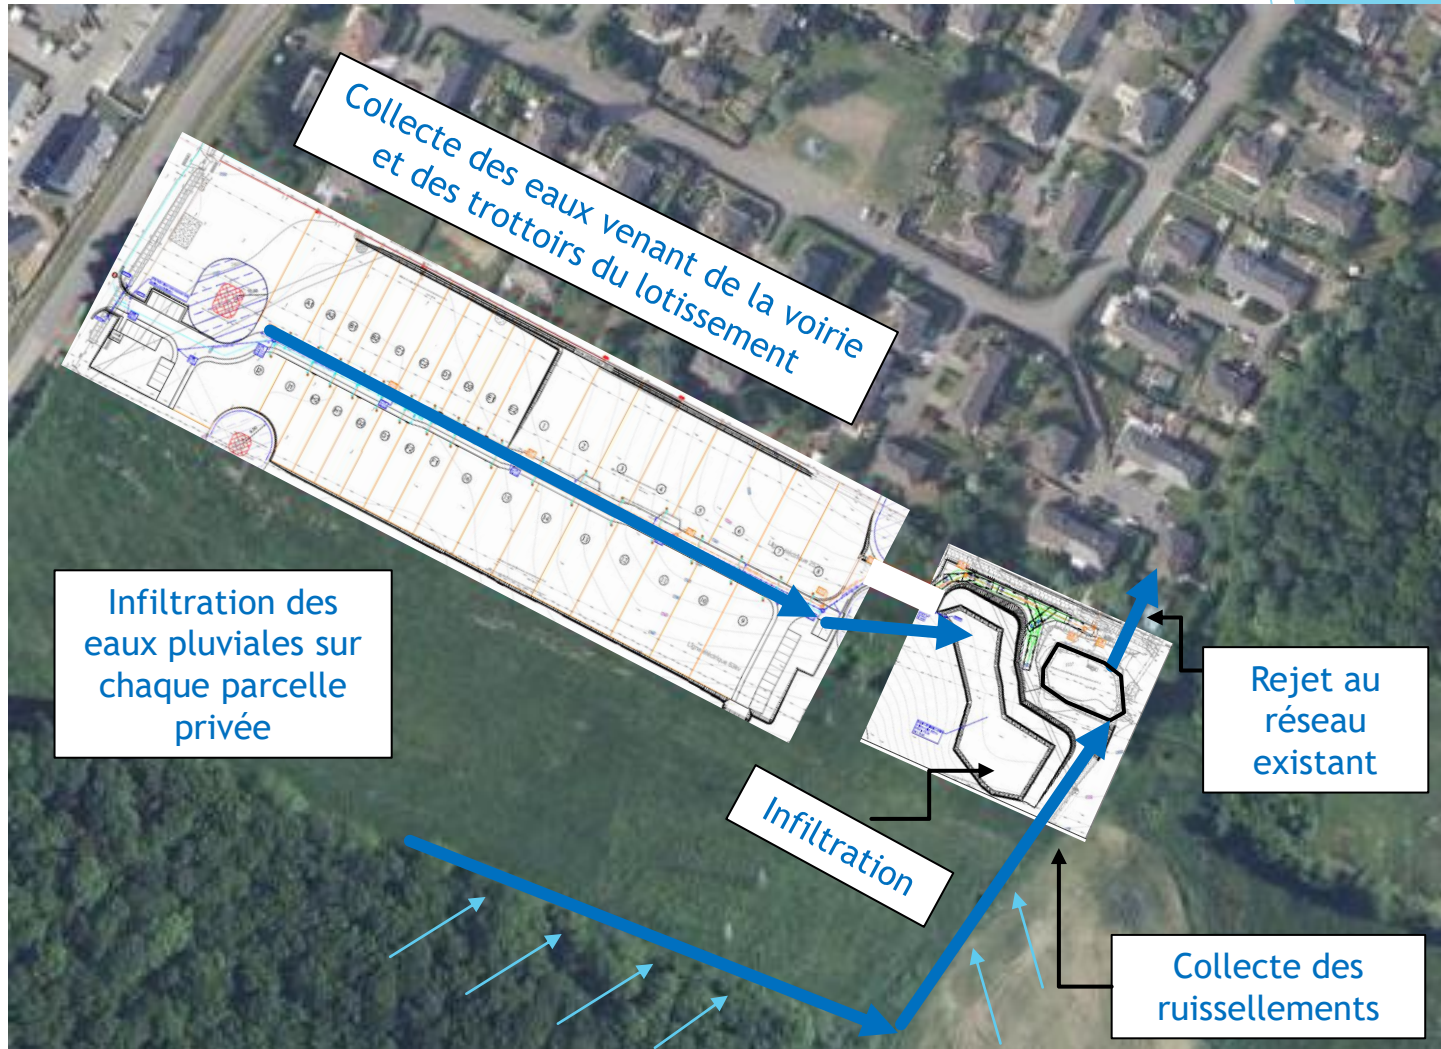 Collecte des eaux venant de la voirie
et des trottoirs du lotissement
Infiltration des
eaux pluviales sur
chaque parcelle
privée
Infiltration
Rejet au
réseau
existant
Collecte des
ruissellements